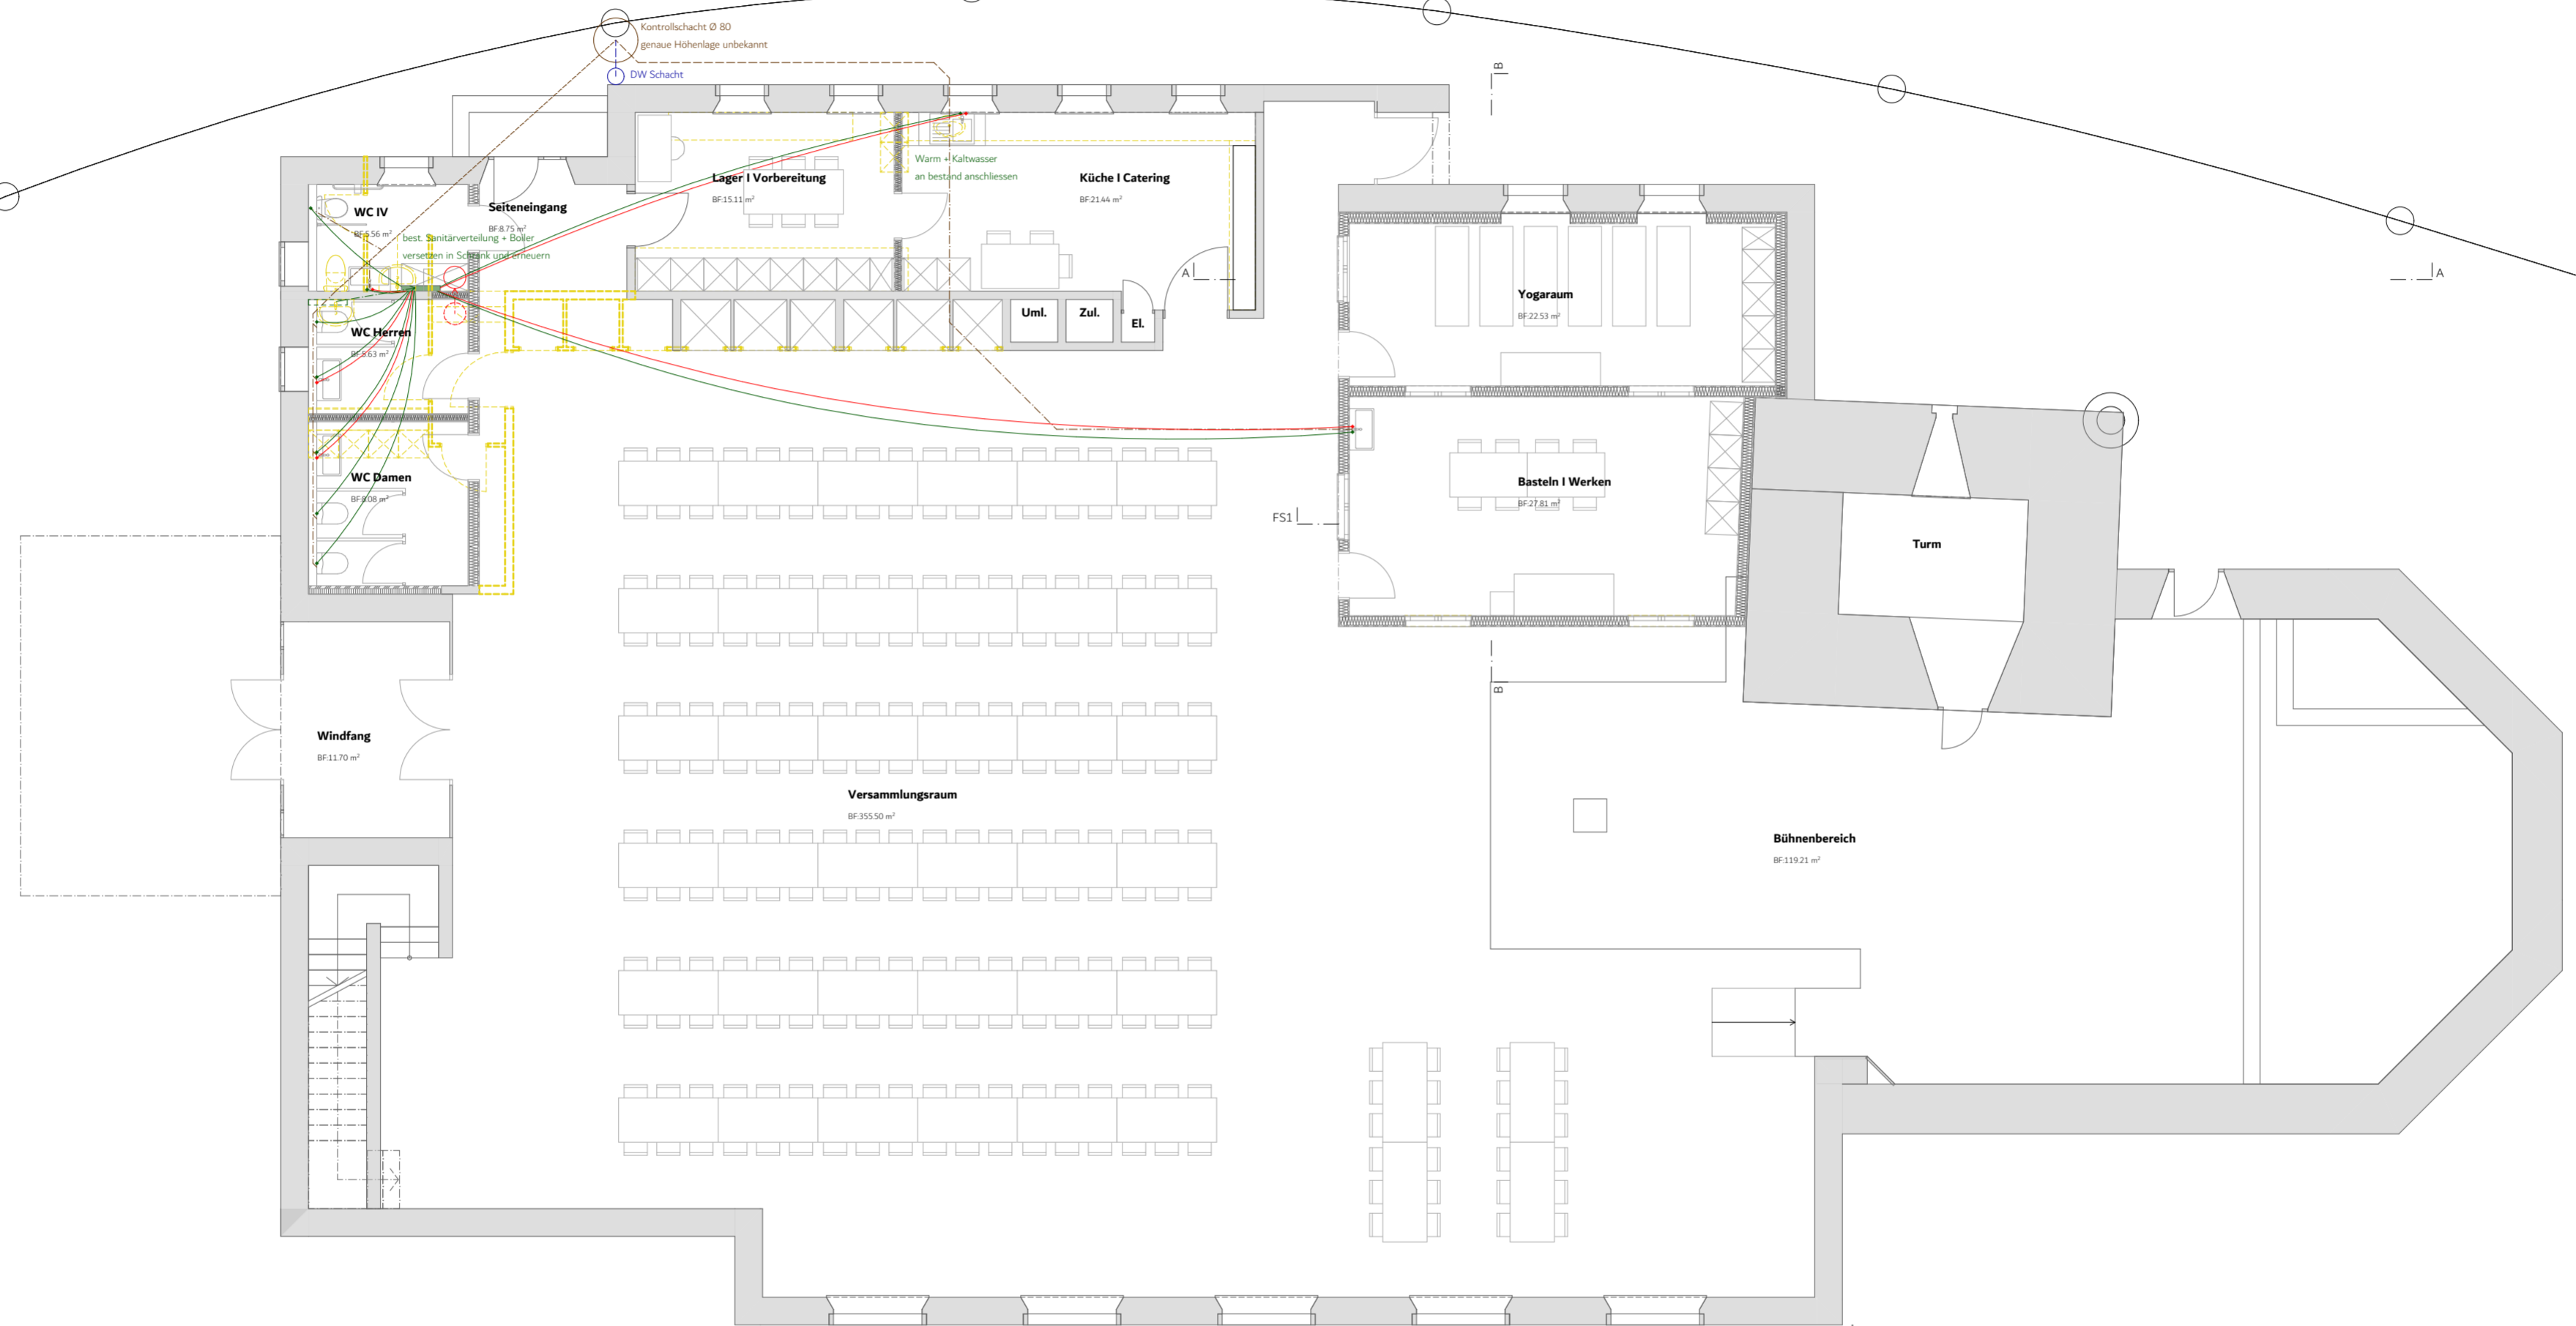 Kontrollschacht Ø 80
genaue Höhenlage unbekannt
DW Schacht
B
Warm + Kaltwasser
an bestand anschliessen
Lager I Vorbereitung
BF:15.11 m²
Küche I Catering
BF:21.44 m²
WC IV
BF:5.56 m²
Seiteneingang
BF:8.75 m²
best. Sanitärverteilung + Boiler
versetzen in Schrank und erneuern
A
A
Yogaraum
BF:22.53 m²
Uml.
Zul.
El.
WC Herren
BF:5.63 m²
WC Damen
Basteln I Werken
BF:27.81 m²
FS1
Turm
B
Windfang
BF:11.70 m²
Versammlungsraum
BF:355.50 m²
Bühnenbereich
BF:119.21 m²